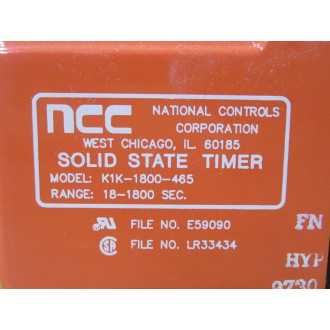 ncc NATIONAL CONTROLS
CORPORATION
WEST CHICAGO, IL. 60185
SOLID STATE TIMER
MODEL: K1K-1800-465
RANGE: 18-1800 SEC.
FILE NO. E59090
FILE NO. LR33434
FN
HYP
9730